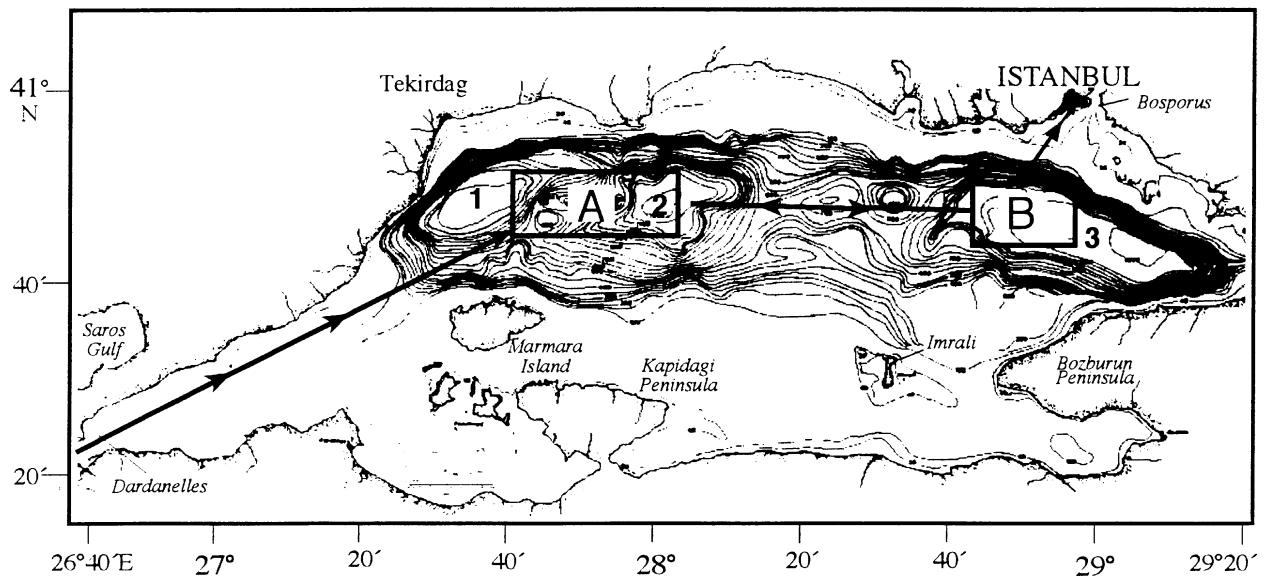 ISTANBUL
Tekirdag
41°
N
Bosporus
1
A
2
B
3
40´
Saros
Gulf
Marmara
Island
Kapidagi
Peninsula
Imrali
Bozburun
Peninsula
20´
Dardanelles
26°40´E
27°
20´
40´
28°
20´
40´
29°
29°20´